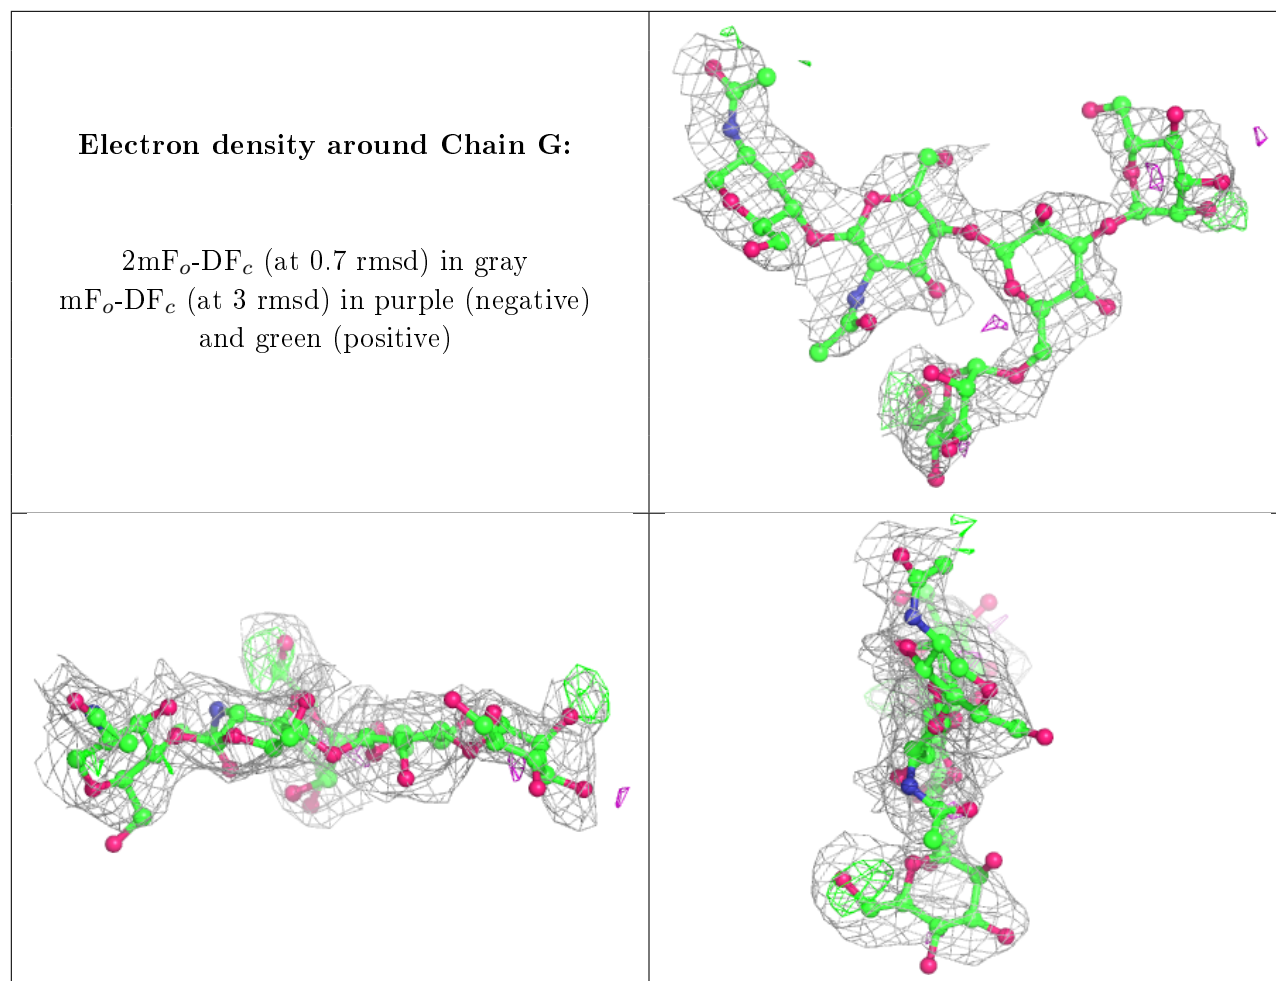 Electron density around Chain G:
2mFo-DFc (at 0.7 rmsd) in gray
mFo-DFc (at 3 rmsd) in purple (negative)
and green (positive)